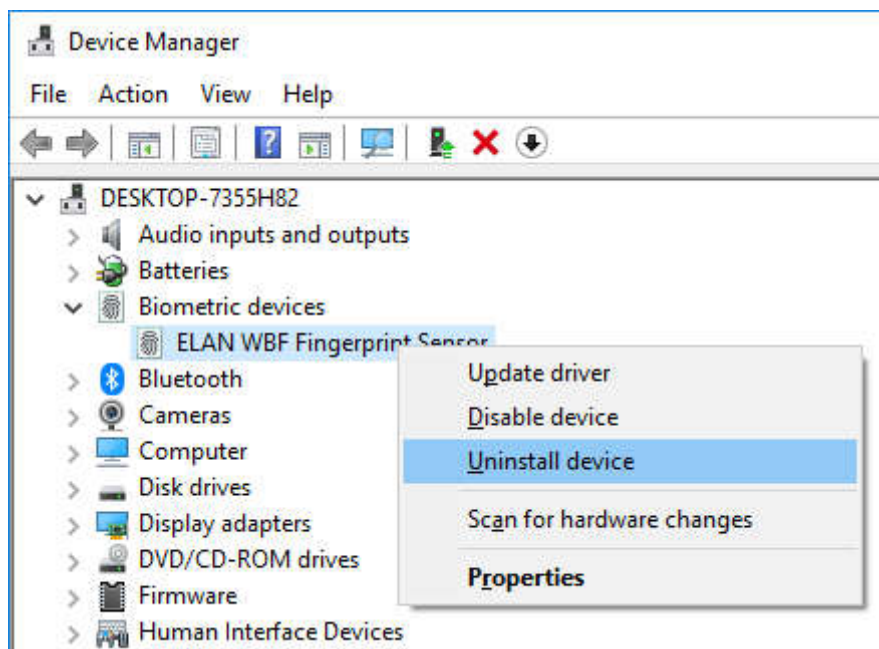 Device Manager
File Action View Help
DESKTOP-7355H82
Audio inputs and outputs
Batteries
Biometric devices
ELAN WBF Fingerprint Sensor
Bluetooth
Cameras
Computer
Disk drives
Display adapters
DVD/CD-ROM drives
Firmware
Human Interface Devices
Update driver
Disable device
Uninstall device
Scan for hardware changes
Properties